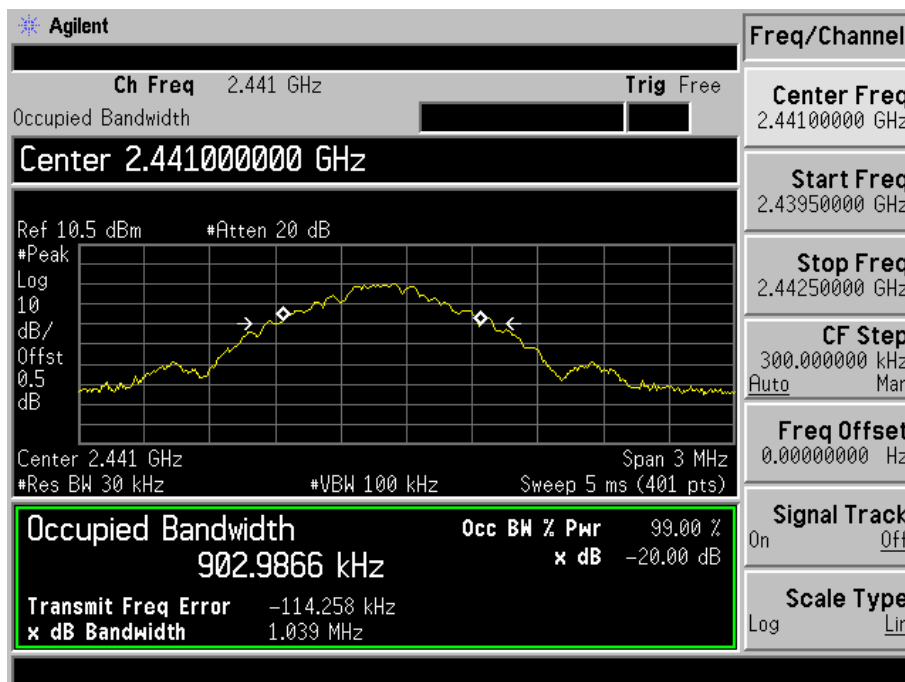 Agilent
Freq/Channel
Ch Freq 2.441 GHz Trig Free
Occupied Bandwidth
Center 2.441000000 GHz
Ref 10.5 dBm #Atten 20 dB
#Peak
Log
10
dB/
Offst
0.5
dB
Center 2.441 GHz Span 3 MHz
#Res BW 30 kHz #VBW 100 kHz Sweep 5 ms (401 pts)
Occupied Bandwidth
902.9866 kHz
Occ BW % Pwr 99.00 %
x dB -20.00 dB
Transmit Freq Error -114.258 kHz
x dB Bandwidth 1.039 MHz
Center Freq
2.44100000 GHz
Start Freq
2.43950000 GHz
Stop Freq
2.44250000 GHz
CF Step
300.000000 kHz
Auto Man
Freq Offset
0.00000000 Hz
Signal Track
On Off
Scale Type
Log Lin